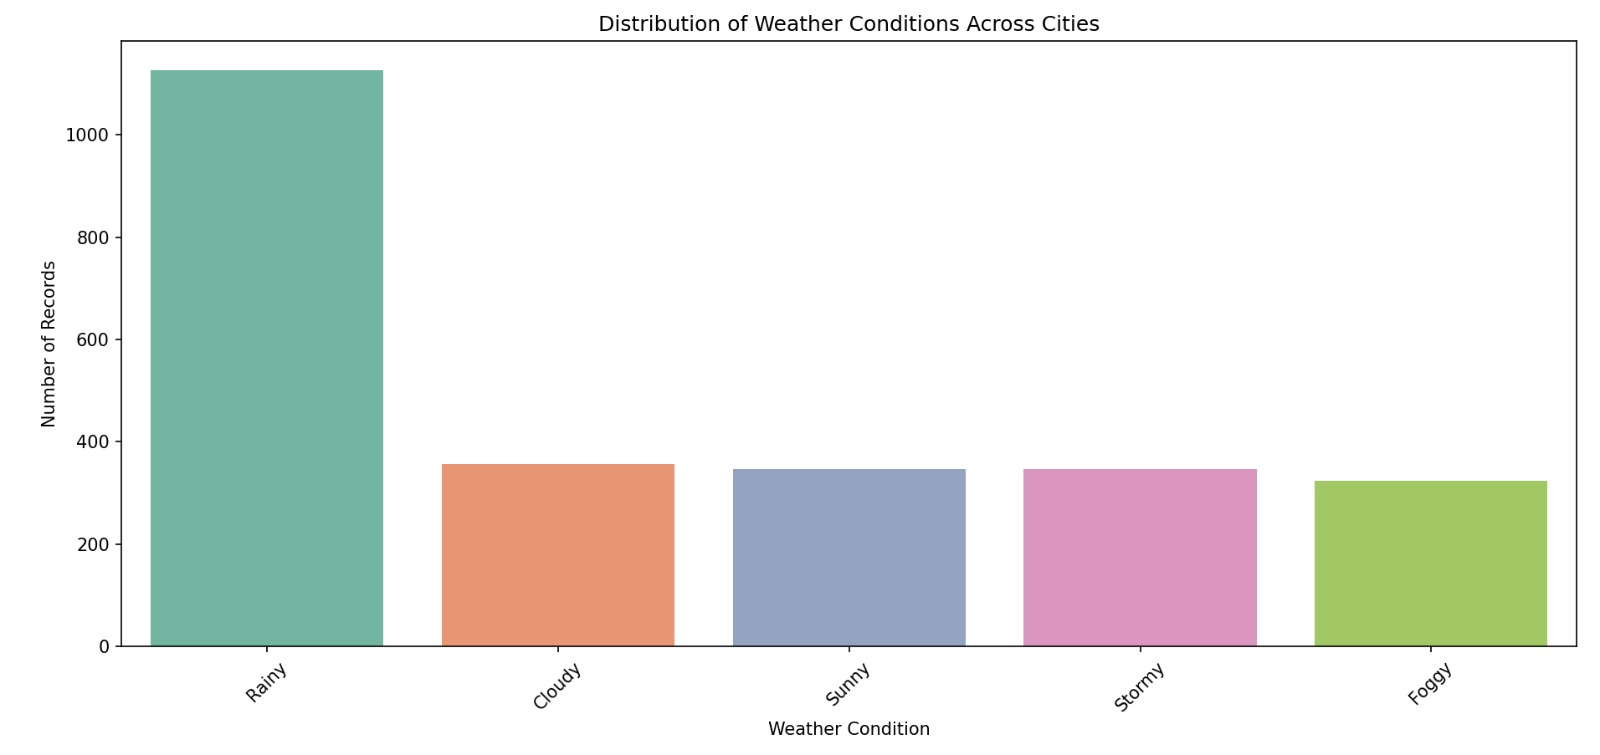 Distribution of Weather Conditions Across Cities
Number of Records
1000
800
600
400
200
0
Rainy
Cloudy
Sunny
Stormy
Foggy
Weather Condition